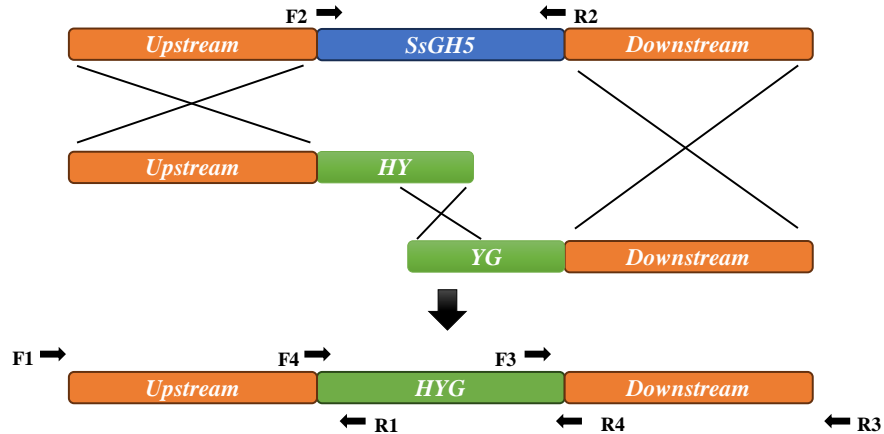 F2 R2
Upstream SsGH5 Downstream
Upstream HY
YG Downstream
F1 F4 F3
Upstream HYG Downstream
R1 R4 R3